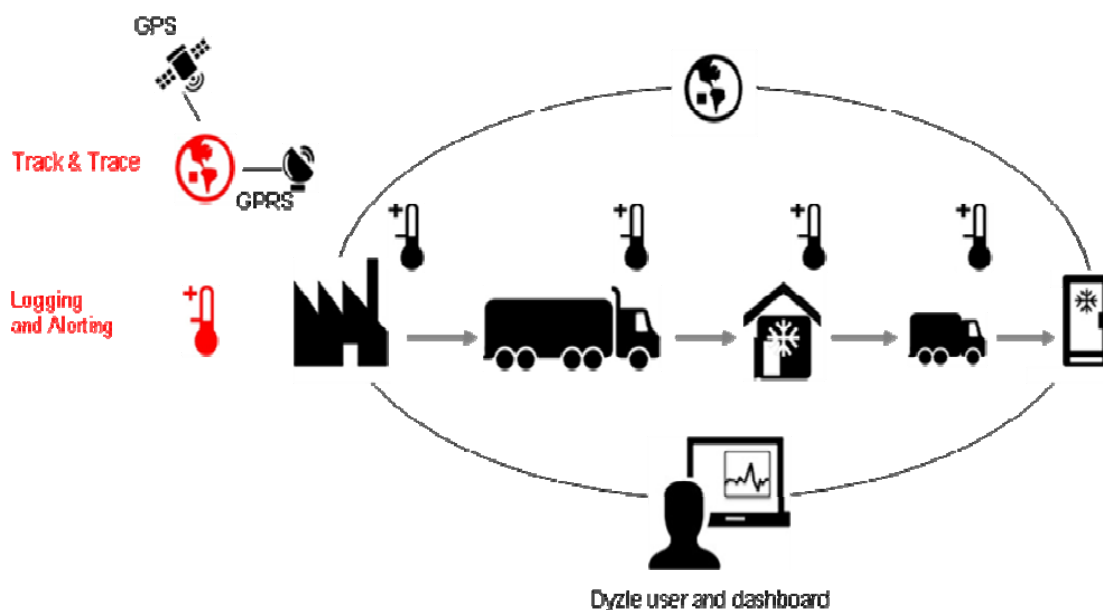 GPS
Track & Trace
GPRS
Logging
and Alerting
Dyzle user and dashboard